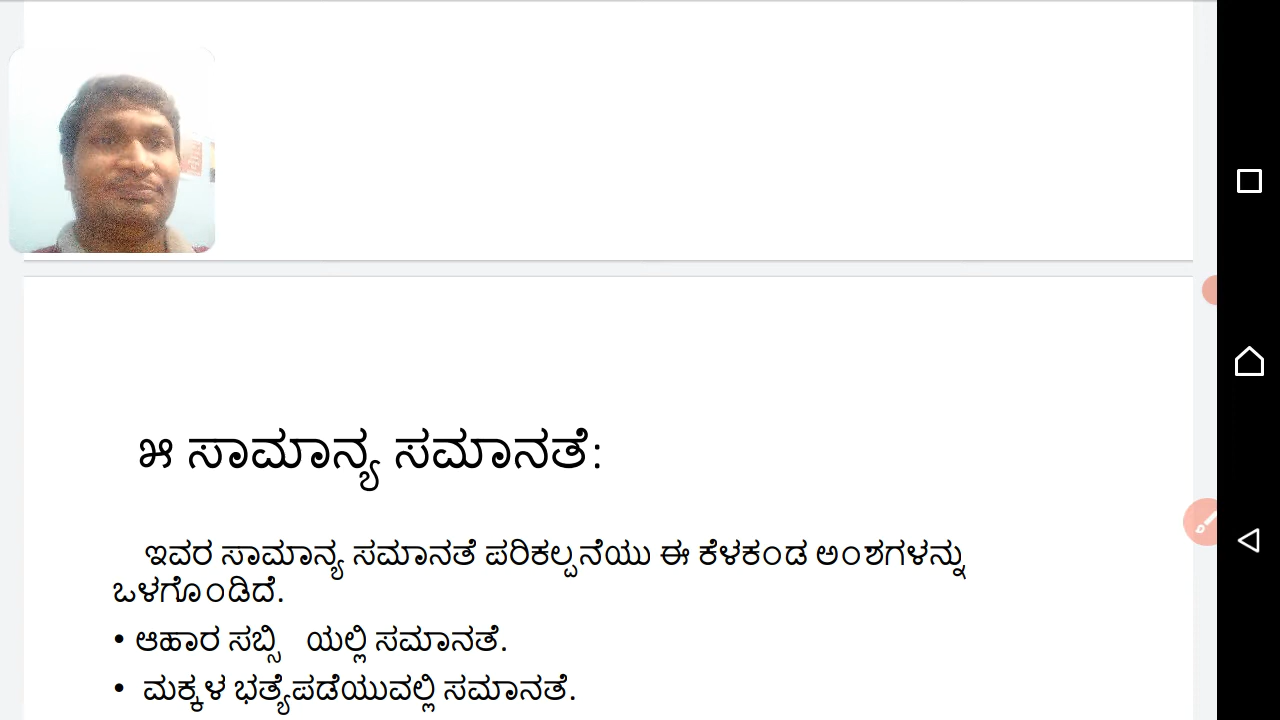 ೫ ಸಾಮಾನ್ಯ ಸಮಾನತೆ:
ಇವರ ಸಾಮಾನ್ಯ ಸಮಾನತೆ ಪರಿಕಲ್ಪನೆಯು ಈ ಕೆಳಕಂಡ ಅಂಶಗಳನ್ನು
ಒಳಗೊಂಡಿದೆ.
• ಆಹಾರ ಸಬ್ಸಿ ಯಲ್ಲಿ ಸಮಾನತೆ.
• ಮಕ್ಕಳ ಭತ್ಯೆಪಡೆಯುವಲ್ಲಿ ಸಮಾನತೆ.